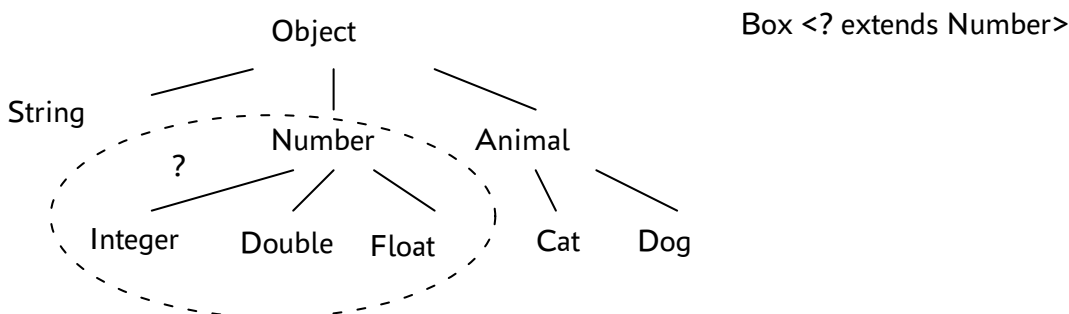 Object
Box <? extends Number>
String
Number
Animal
?
Integer
Double
Float
Cat
Dog